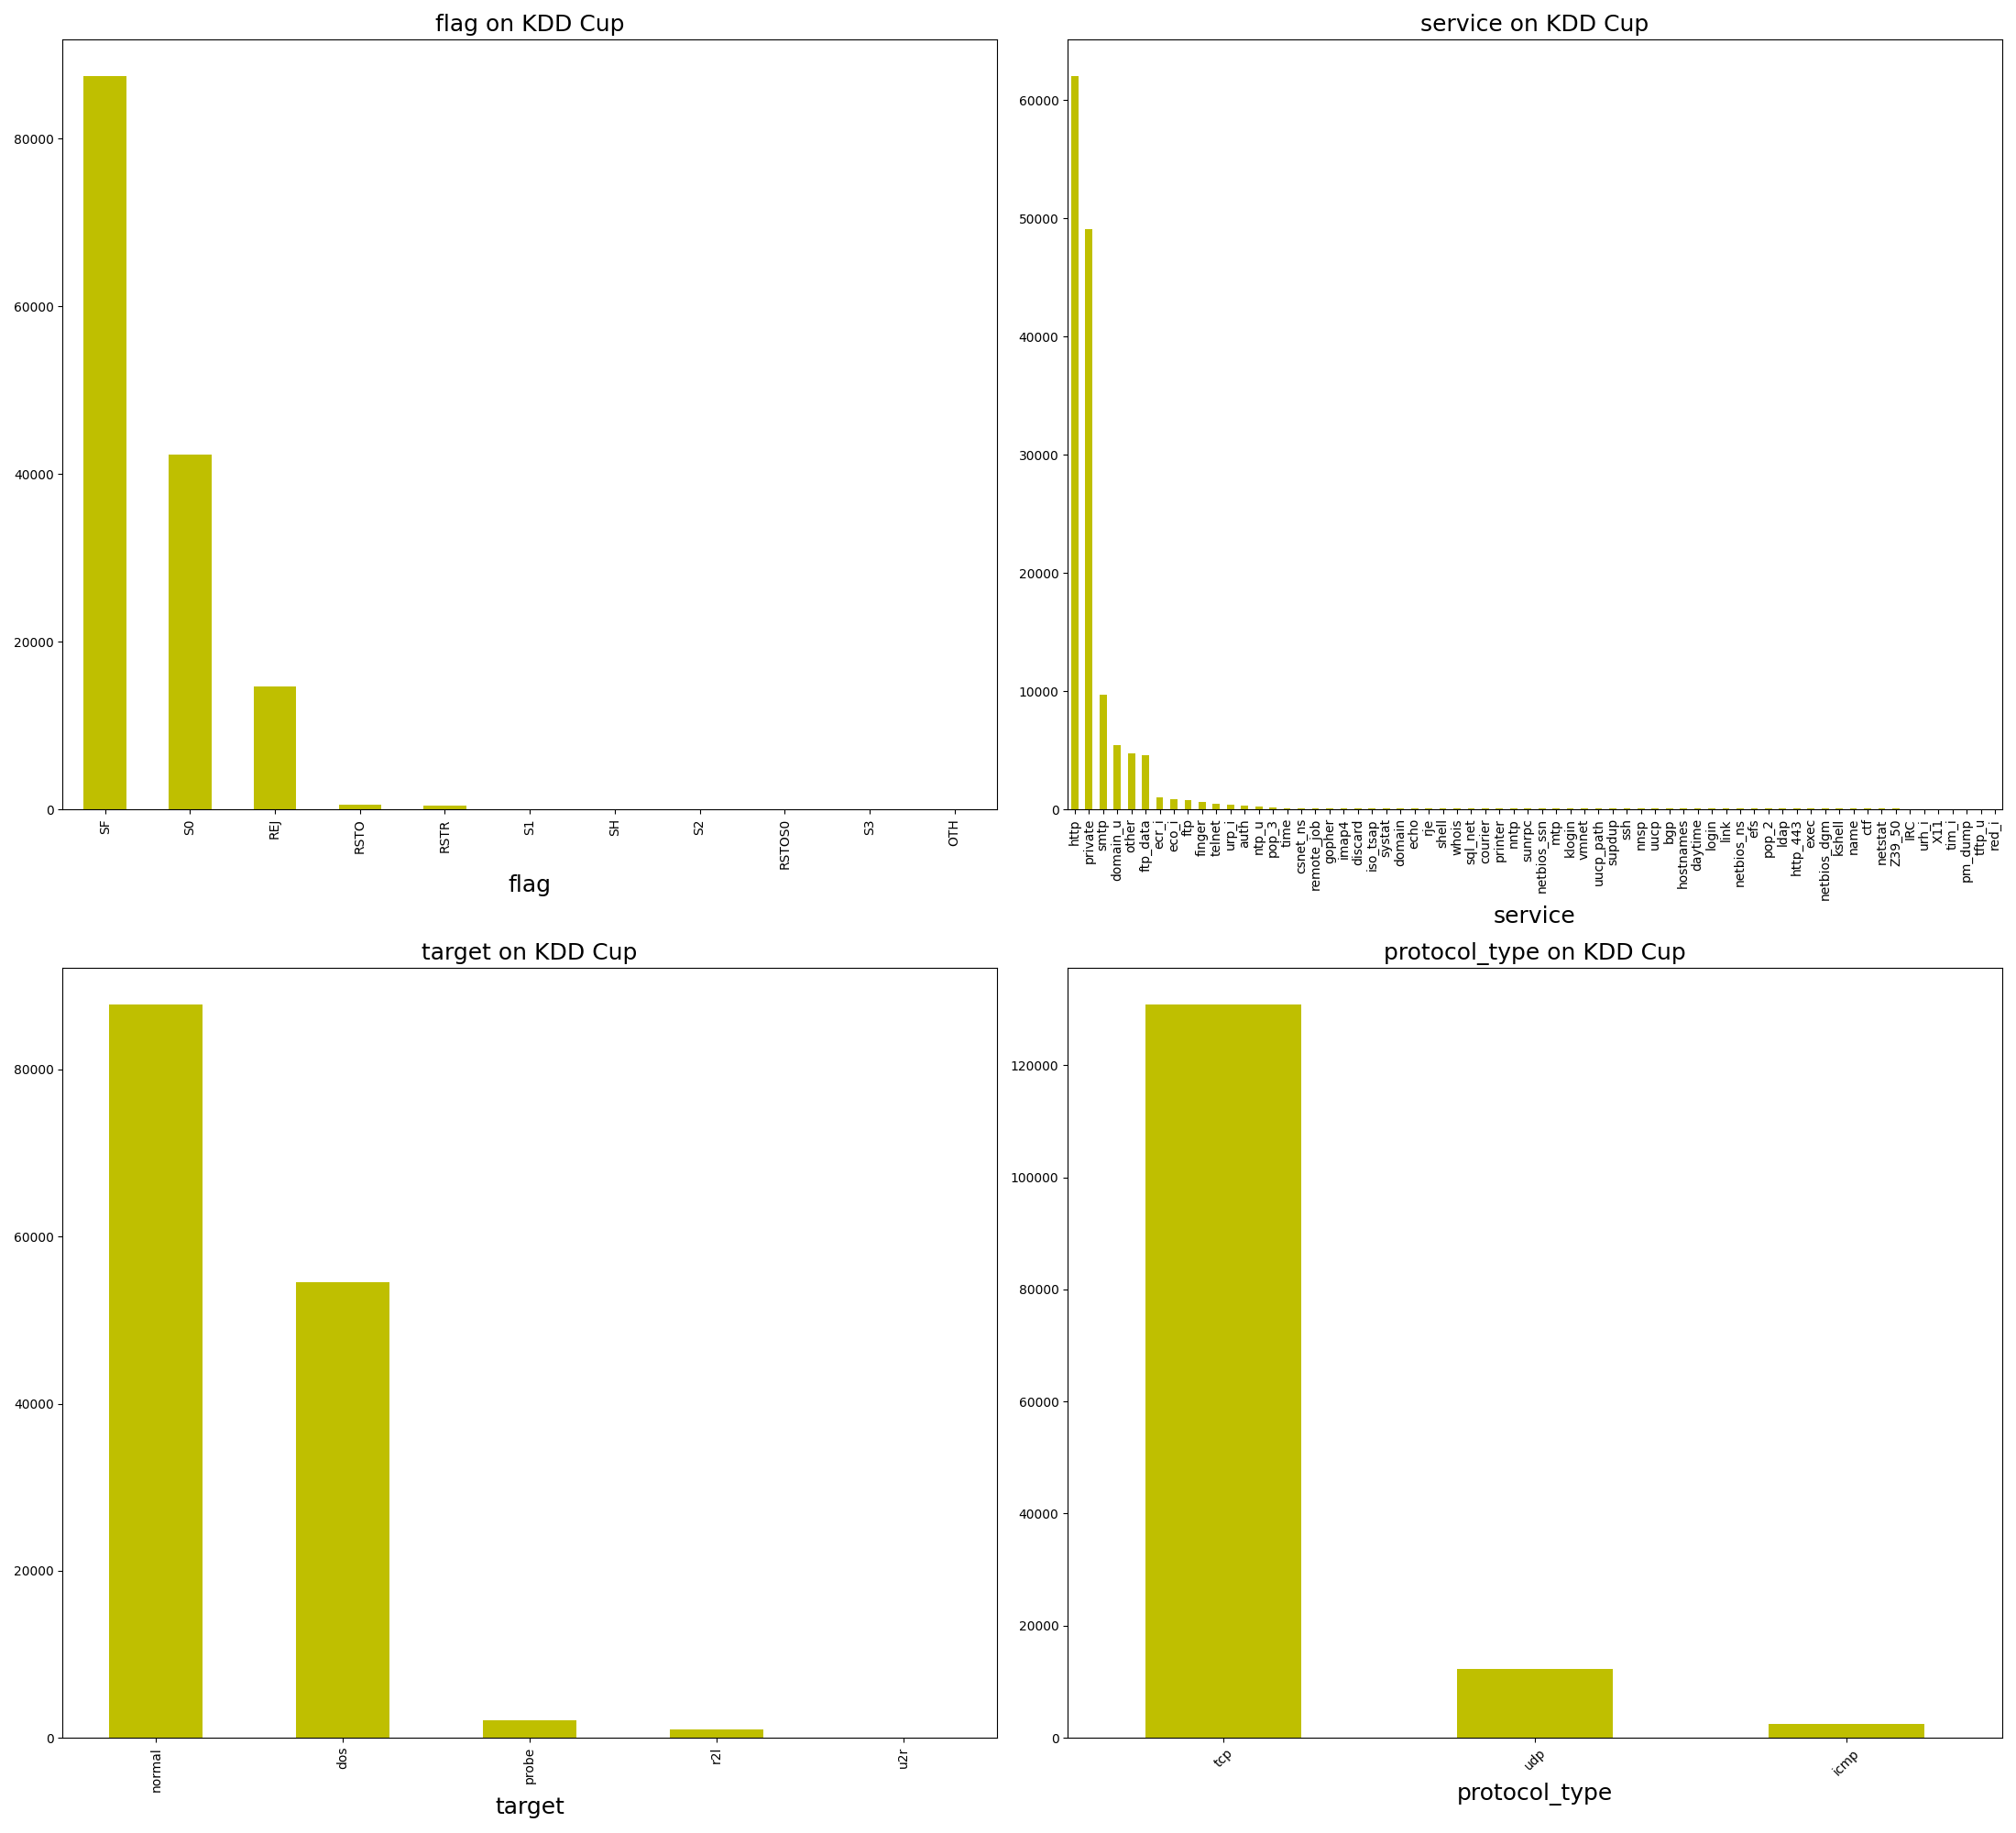 flag on KDD Cup
80000
60000
40000
20000
0
SF
S0
REJ
RSTO
RSTR
S1
SH
S2
RSTOS0
S3
OTH
flag
service on KDD Cup
60000
50000
40000
30000
20000
10000
0
http
private
smtp
domain_u
other
ftp_data
ecr_i
eco_i
ftp
finger
telnet
urp_i
auth
ntp_u
pop_3
time
csnet_ns
remote_job
gopher
imap4
discard
iso_tsap
systat
domain
echo
rje
shell
whois
sql_net
courier
printer
nntp
sunrpc
netbios_ssn
mtp
klogin
vmnet
uucp_path
supdup
ssh
nnsp
uucp
bgp
hostnames
daytime
login
link
netbios_ns
efs
pop_2
ldap
http_443
exec
netbios_dgm
kshell
name
ctf
netstat
Z39_50
IRC
urh_i
X11
tim_i
pm_dump
tftp_u
red_i
service
target on KDD Cup
80000
60000
40000
20000
0
normal
dos
probe
r2l
u2r
target
protocol_type on KDD Cup
120000
100000
80000
60000
40000
20000
0
tcp
udp
icmp
protocol_type